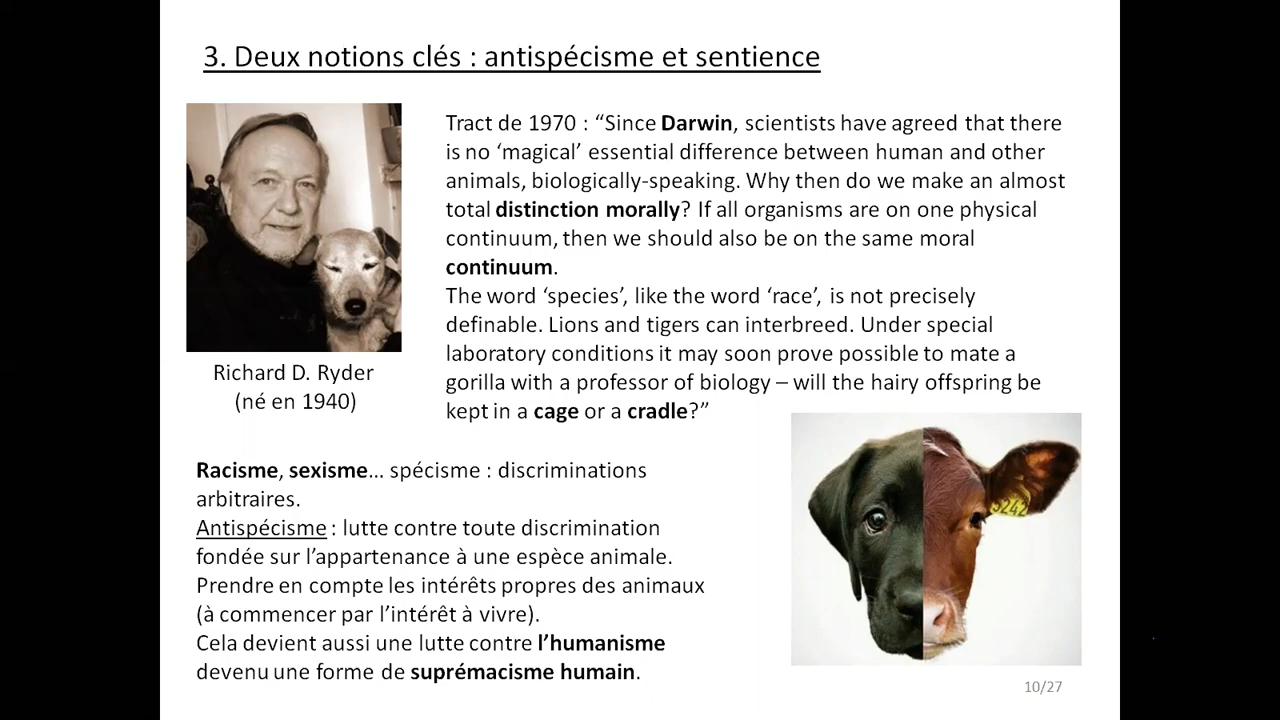 3. Deux notions clés : antispécisme et sentience
Tract de 1970 : “Since Darwin, scientists have agreed that there
is no ‘magical’ essential difference between human and other
animals, biologically-speaking. Why then do we make an almost
total distinction morally? If all organisms are on one physical
continuum, then we should also be on the same moral
continuum.
The word ‘species’, like the word ‘race’, is not precisely
definable. Lions and tigers can interbreed. Under special
laboratory conditions it may soon prove possible to mate a
gorilla with a professor of biology – will the hairy offspring be
kept in a cage or a cradle?”
Richard D. Ryder
(né en 1940)
Racisme, sexisme… spécisme : discriminations
arbitraires.
Antispécisme : lutte contre toute discrimination
fondée sur l’appartenance à une espèce animale.
Prendre en compte les intérêts propres des animaux
(à commencer par l’intérêt à vivre).
Cela devient aussi une lutte contre l’humanisme
devenu une forme de suprémacisme humain.
5242
10/27